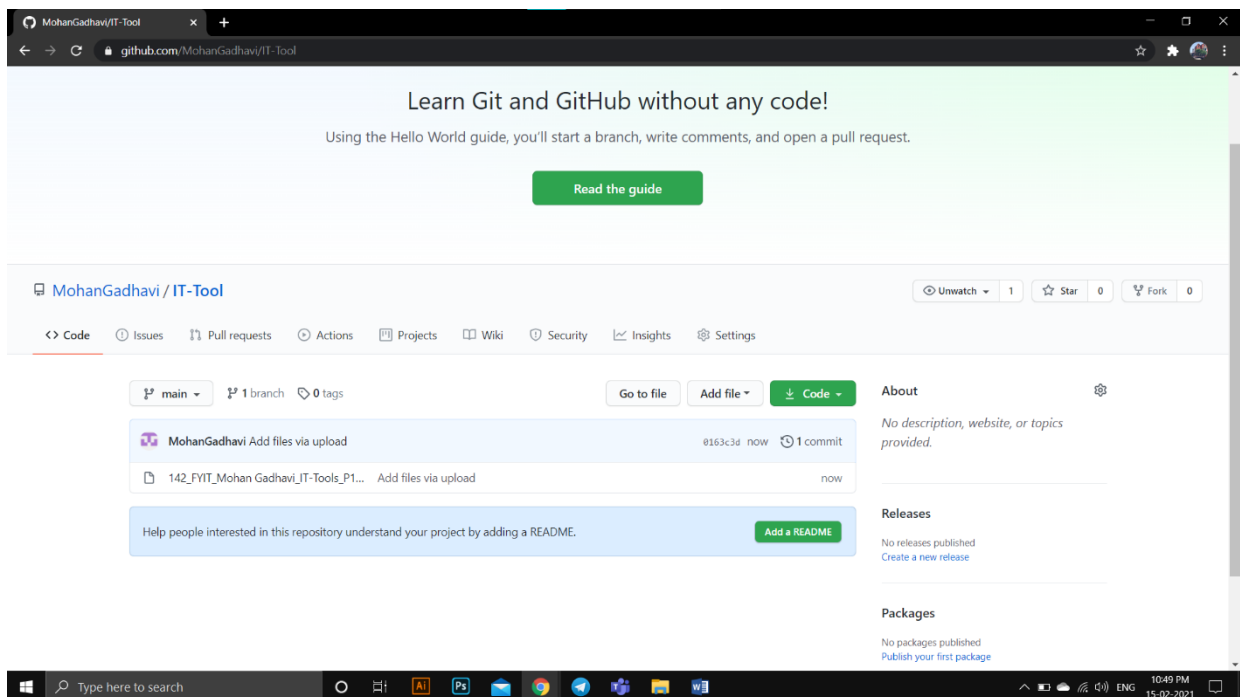 MohanGadhavi/IT-Tool
github.com/MohanGadhavi/IT-Tool
Learn Git and GitHub without any code!
Using the Hello World guide, you'll start a branch, write comments, and open a pull request.
Read the guide
MohanGadhavi / IT-Tool
Unwatch 1 Star 0 Fork 0
Code Issues Pull requests Actions Projects Wiki Security Insights Settings
main 1 branch 0 tags Go to file Add file Code
MohanGadhavi Add files via upload 0163c3d now 1 commit
142_FYIT_Mohan Gadhavi_IT-Tools_P1... Add files via upload now
Help people interested in this repository understand your project by adding a README. Add a README
About
No description, website, or topics
provided.
Releases
No releases published
Create a new release
Packages
No packages published
Publish your first package
Type here to search
Ai
Ps
ENG
10:49 PM
15-02-2021